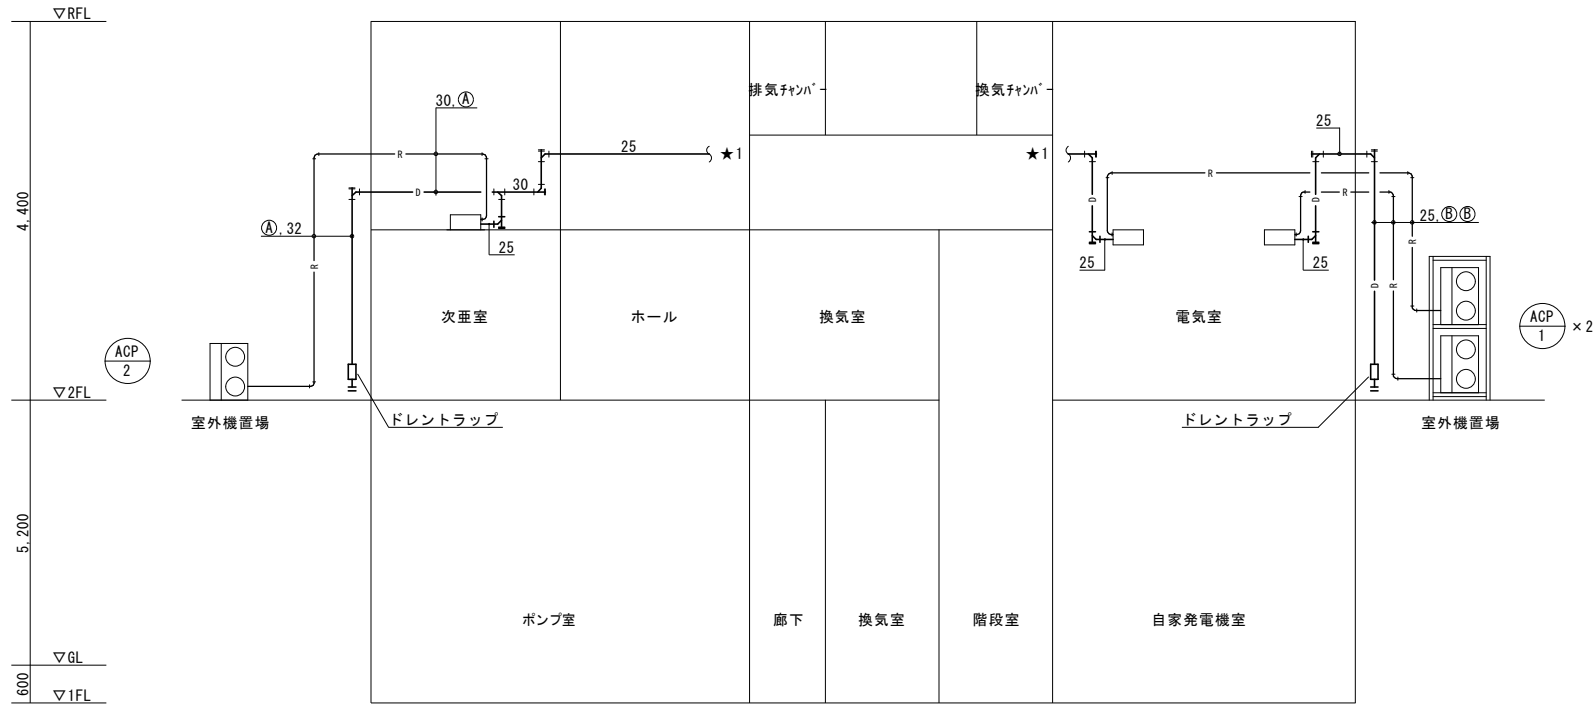 ▽RFL
排気チャンバー
換気チャンバー
30,Ⓐ
25
R
25
★1
★1
R
D
30
R
4,400
Ⓐ,32
D
D
25,ⒷⒷ
25
25
25
R
R
D
R
次亜室
ホール
換気室
電気室
ACP
1
×2
ACP
2
▽2FL
室外機置場
ドレントラップ
ドレントラップ
室外機置場
5,200
ポンプ室
廊下
換気室
階段室
自家発電機室
▽GL
600
▽1FL